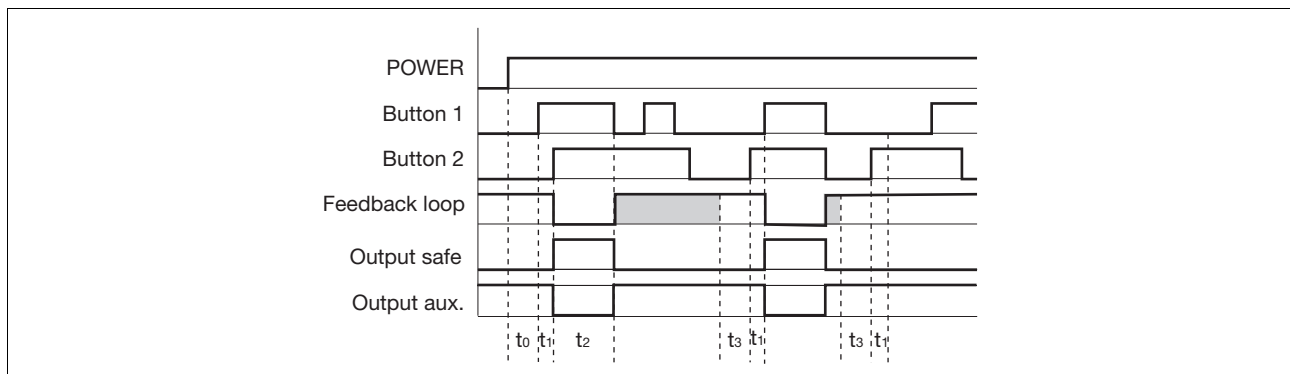 POWER
Button 1
Button 2
Feedback loop
Output safe
Output aux.
t0 t1 t2 t3 t1 t3 t1